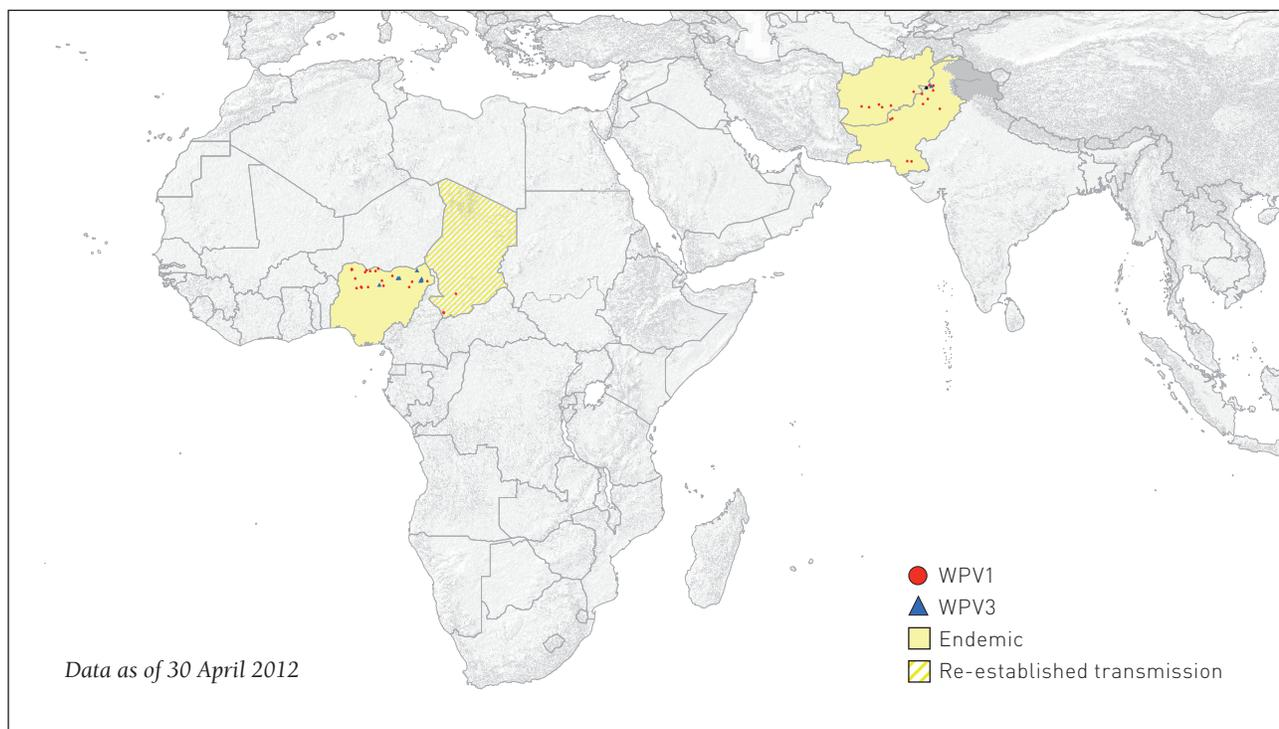 WPV1
WPV3
Endemic
Data as of 30 April 2012
Re-established transmission